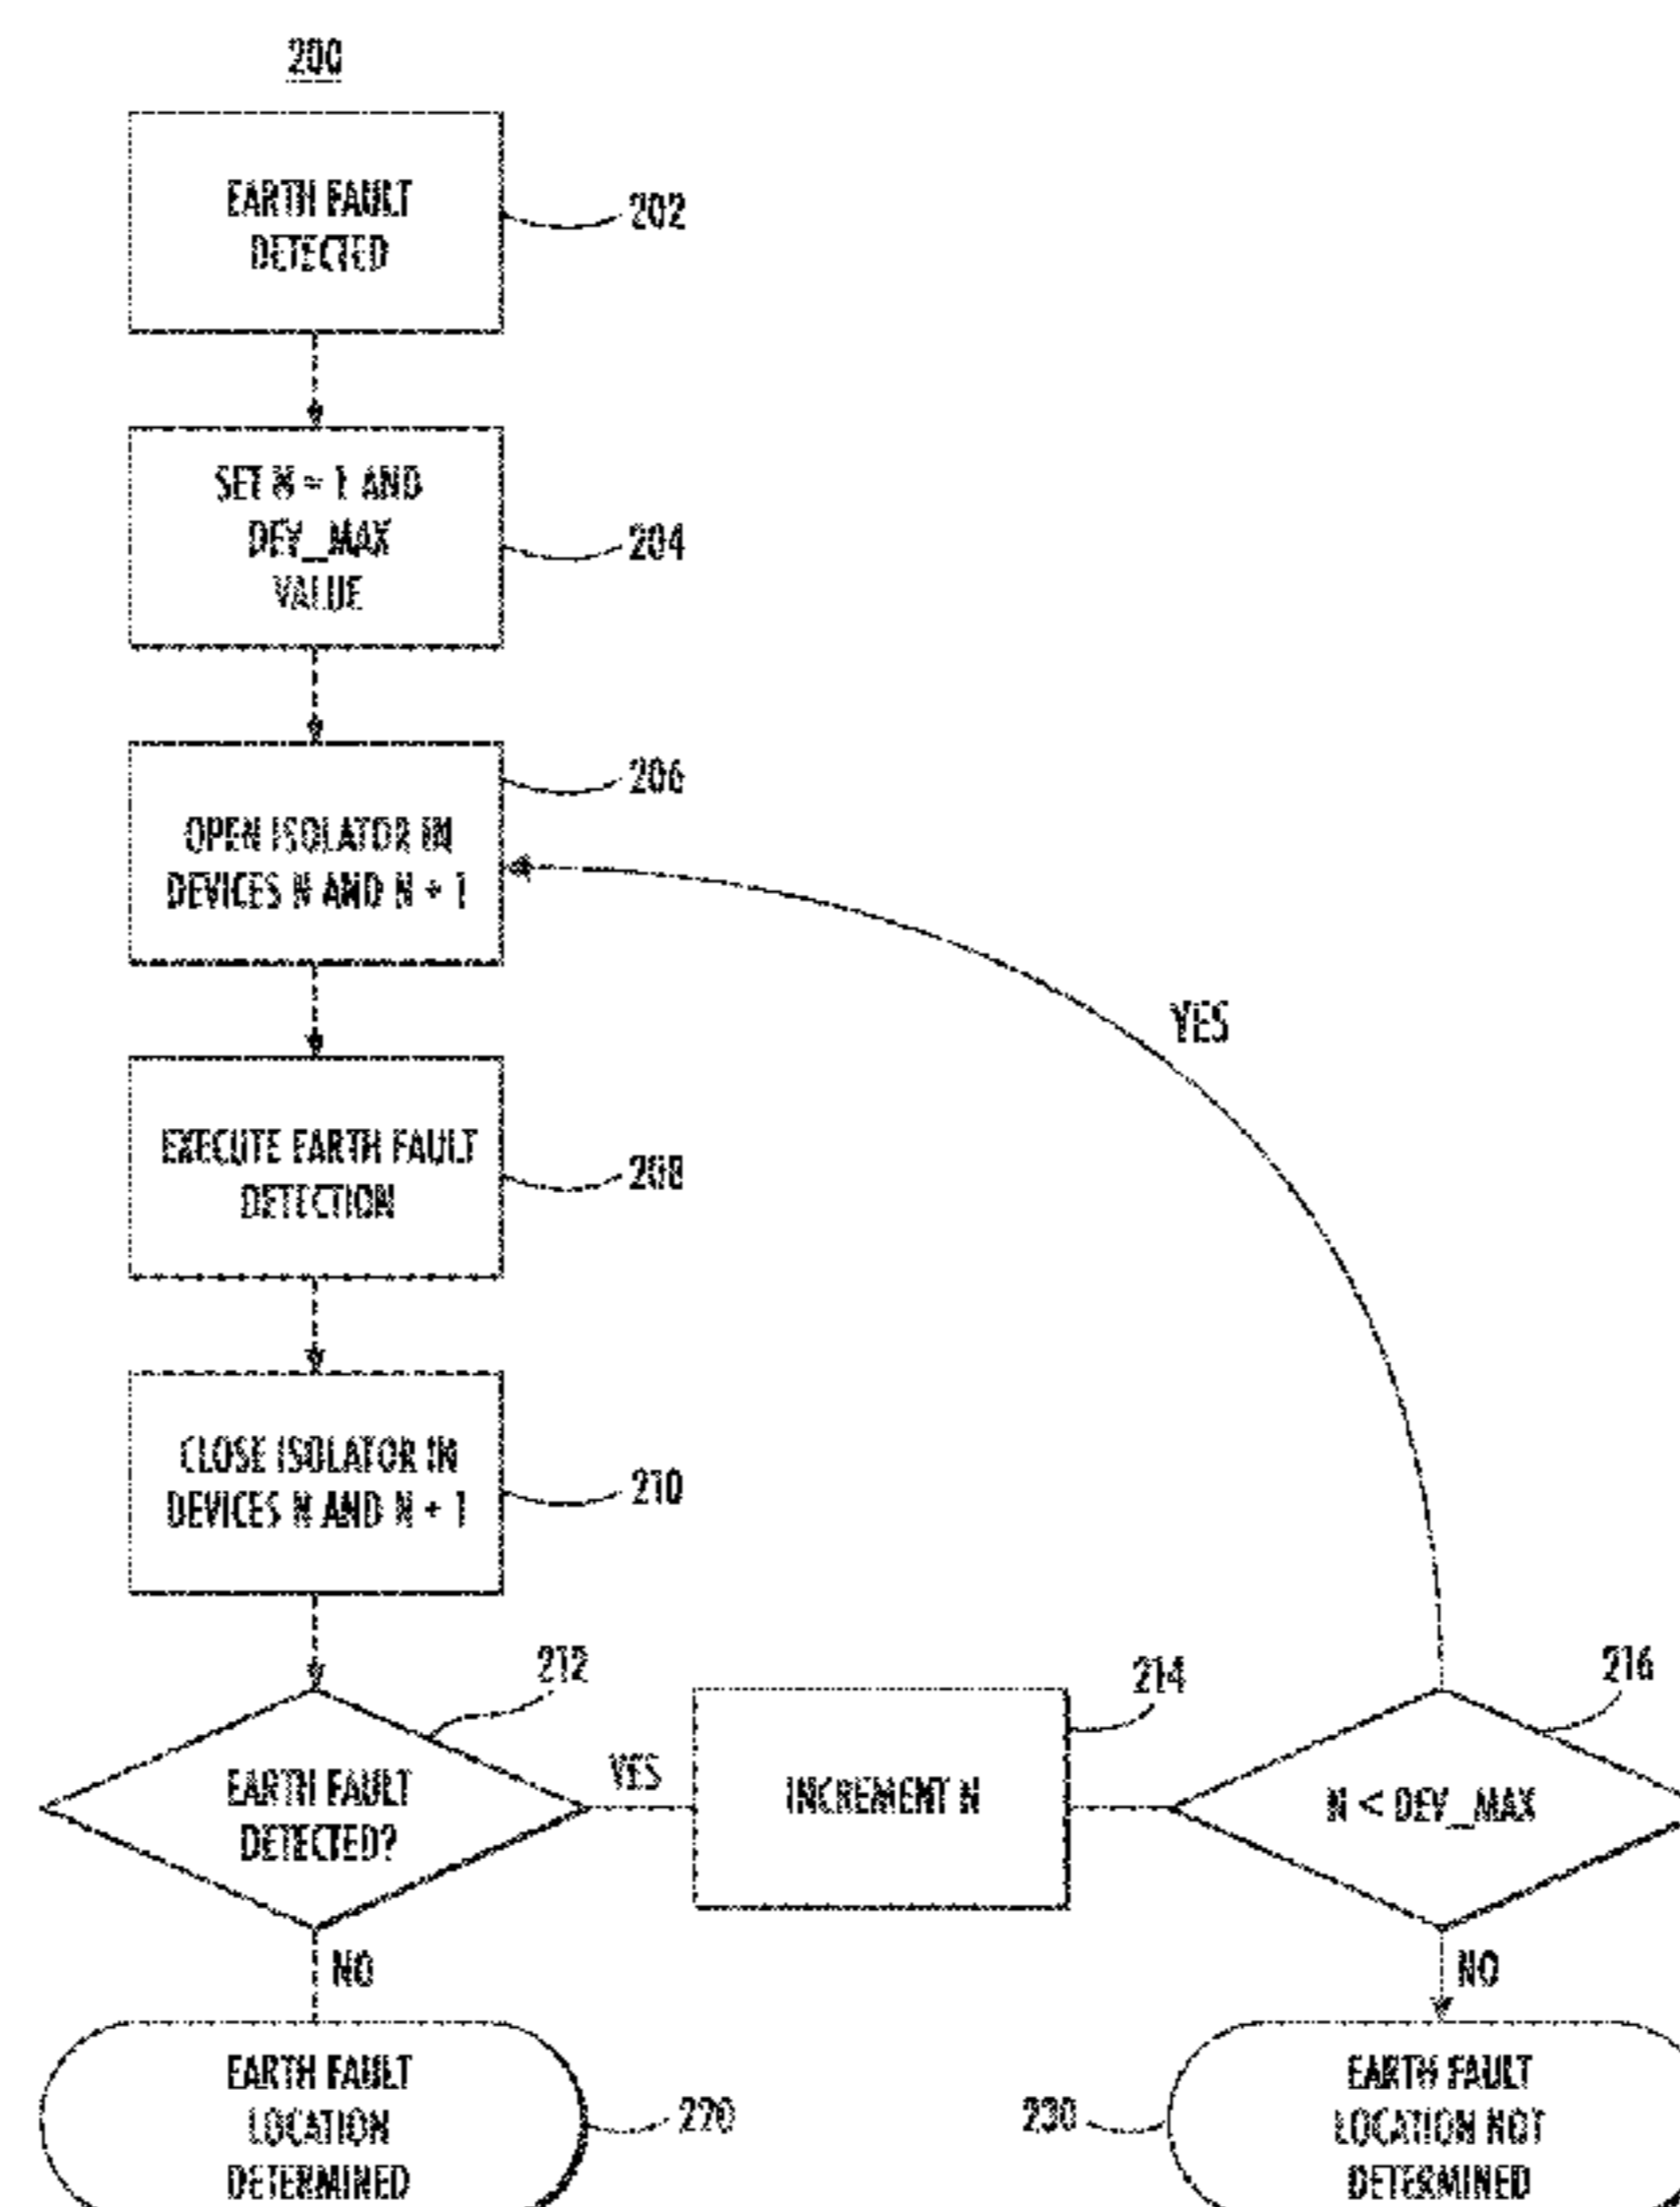 200
EARTH FAULT
DETECTED
202
SET N = 1 AND
DEV_MAX
VALUE
204
206
OPEN ISOLATOR IN
DEVICES N AND N + 1
YES
EXECUTE EARTH FAULT
DETECTION
208
CLOSE ISOLATOR IN
DEVICES N AND N + 1
210
212
214
216
EARTH FAULT
DETECTED?
YES
INCREMENT N
N < DEV_MAX
NO
NO
EARTH FAULT
LOCATION
DETERMINED
220
230
EARTH FAULT
LOCATION NOT
DETERMINED